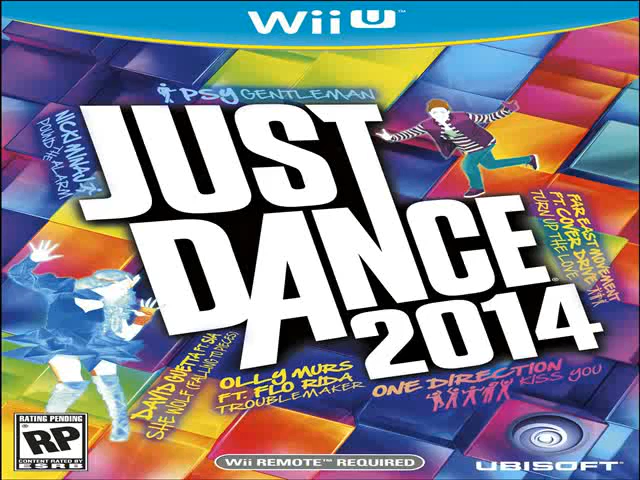 Wii U
PSY GENTLEMAN
NICKI MINAJ
POUND THE ALARM
JUST
DANCE
2014
FAR EAST MOVEMENT
FT COVER DRIVE
TURN UP THE LOVE
DAVID GUETTA FT SIA
SHE WOLF (FALLING TO PIECES)
OLLY MURS
FT. FLO RIDA
TROUBLEMAKER
ONE DIRECTION
KISS YOU
RATING PENDING
RP
CONTENT RATED BY
ESRB
Wii REMOTE™ REQUIRED
UBISOFT™